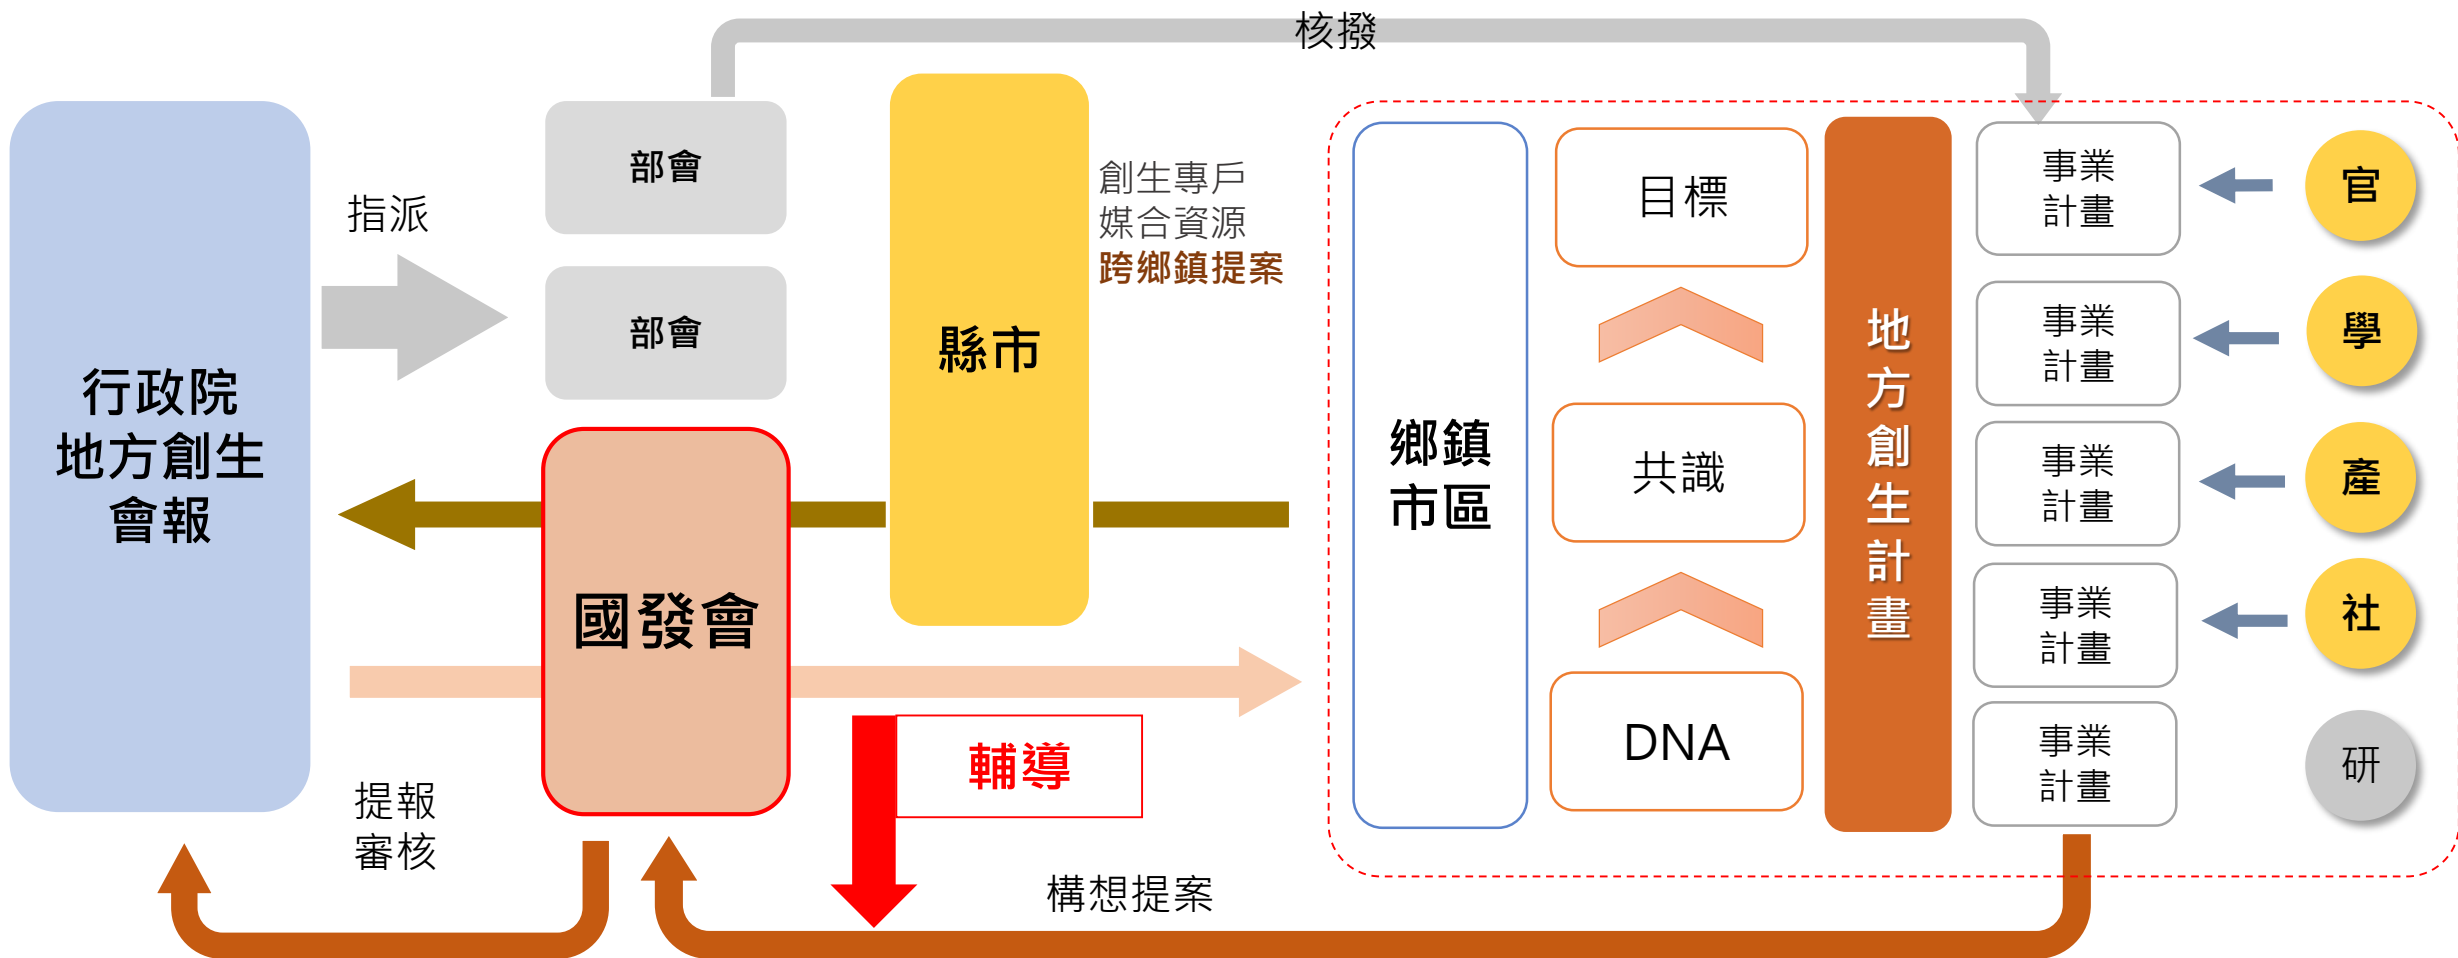 核撥
行政院
地方創生
會報
指派
提報
審核
部會
部會
國發會
縣市
創生專戶
媒合資源
跨鄉鎮提案
輔導
構想提案
鄉鎮
市區
目標
共識
DNA
地
方
創
生
計
畫
事業
計畫
事業
計畫
事業
計畫
事業
計畫
事業
計畫
官
學
產
社
研